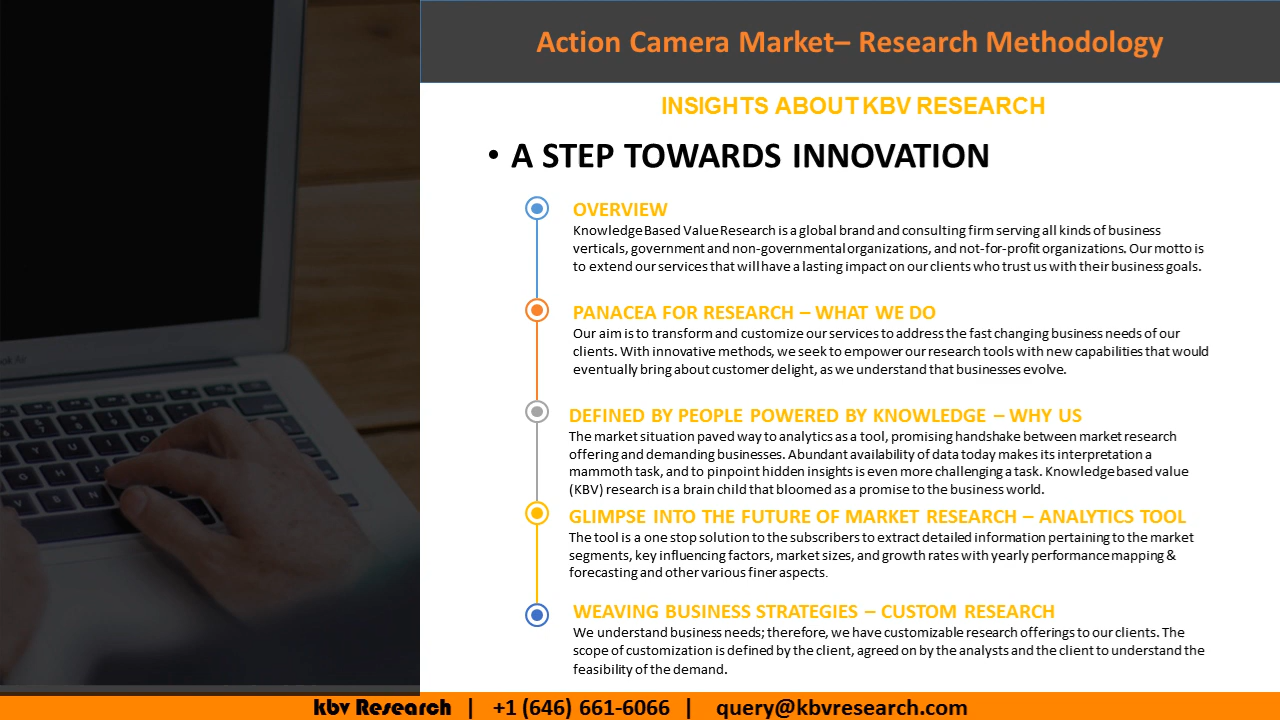 Action Camera Market– Research Methodology
INSIGHTS ABOUT KBV RESEARCH
• A STEP TOWARDS INNOVATION
OVERVIEW
Knowledge Based Value Research is a global brand and consulting firm serving all kinds of business
verticals, government and non-governmental organizations, and not-for-profit organizations. Our motto is
to extend our services that will have a lasting impact on our clients who trust us with their business goals.
PANACEA FOR RESEARCH – WHAT WE DO
Our aim is to transform and customize our services to address the fast changing business needs of our
clients. With innovative methods, we seek to empower our research tools with new capabilities that would
eventually bring about customer delight, as we understand that businesses evolve.
DEFINED BY PEOPLE POWERED BY KNOWLEDGE – WHY US
The market situation paved way to analytics as a tool, promising handshake between market research
offering and demanding businesses. Abundant availability of data today makes its interpretation a
mammoth task, and to pinpoint hidden insights is even more challenging a task. Knowledge based value
(KBV) research is a brain child that bloomed as a promise to the business world.
GLIMPSE INTO THE FUTURE OF MARKET RESEARCH – ANALYTICS TOOL
The tool is a one stop solution to the subscribers to extract detailed information pertaining to the market
segments, key influencing factors, market sizes, and growth rates with yearly performance mapping &
forecasting and other various finer aspects.
WEAVING BUSINESS STRATEGIES – CUSTOM RESEARCH
We understand business needs; therefore, we have customizable research offerings to our clients. The
scope of customization is defined by the client, agreed on by the analysts and the client to understand the
feasibility of the demand.
kbv Research | +1 (646) 661-6066 | query@kbvresearch.com